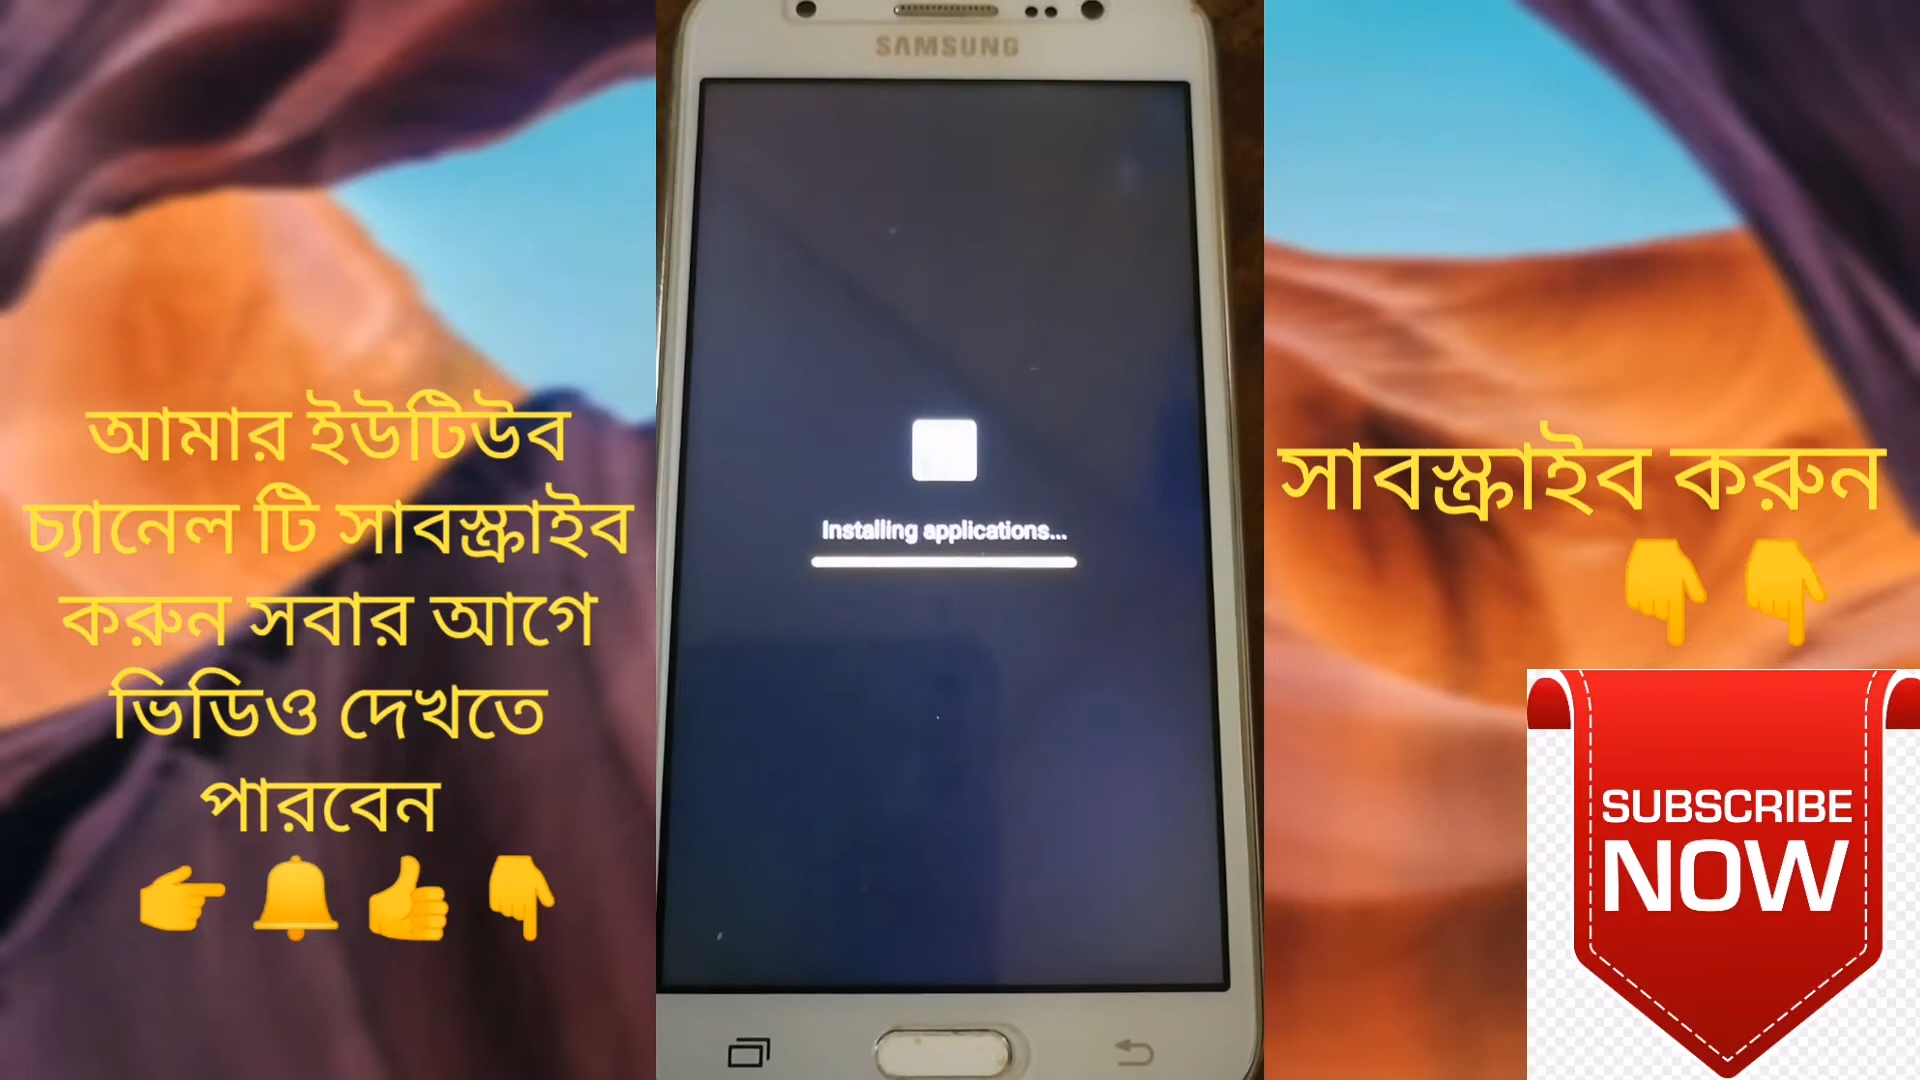 আমার ইউটিউব
চ্যানেল টি সাবস্ক্রাইব
করুন সবার আগে
ভিডিও দেখতে
পারবেন
👉 🔔 👍 👇
SAMSUNG
Installing applications...
সাবস্ক্রাইব করুন
👇 👇
SUBSCRIBE
NOW